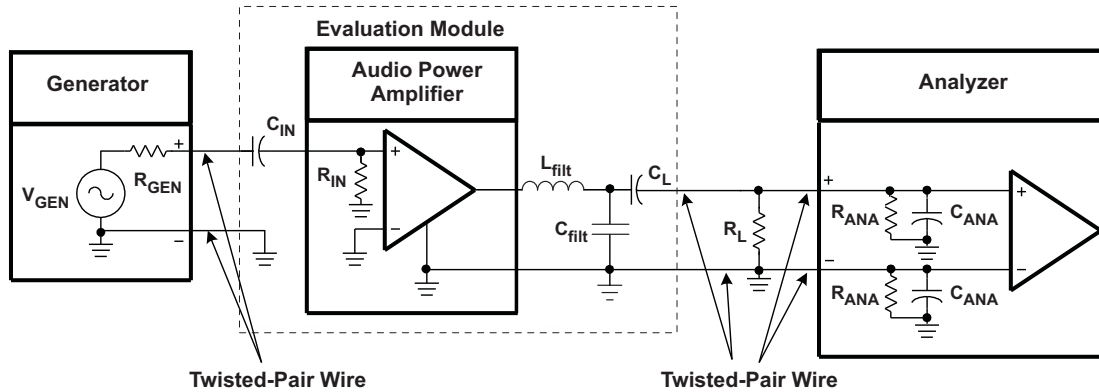 Evaluation Module
Generator
Audio Power
Amplifier
Analyzer
C_IN
+
R_GEN
V_GEN
−
R_IN
+
−
L_filt
C_L
C_filt
R_L
+
R_ANA
C_ANA
+
−
R_ANA
C_ANA
−
Twisted-Pair Wire
Twisted-Pair Wire